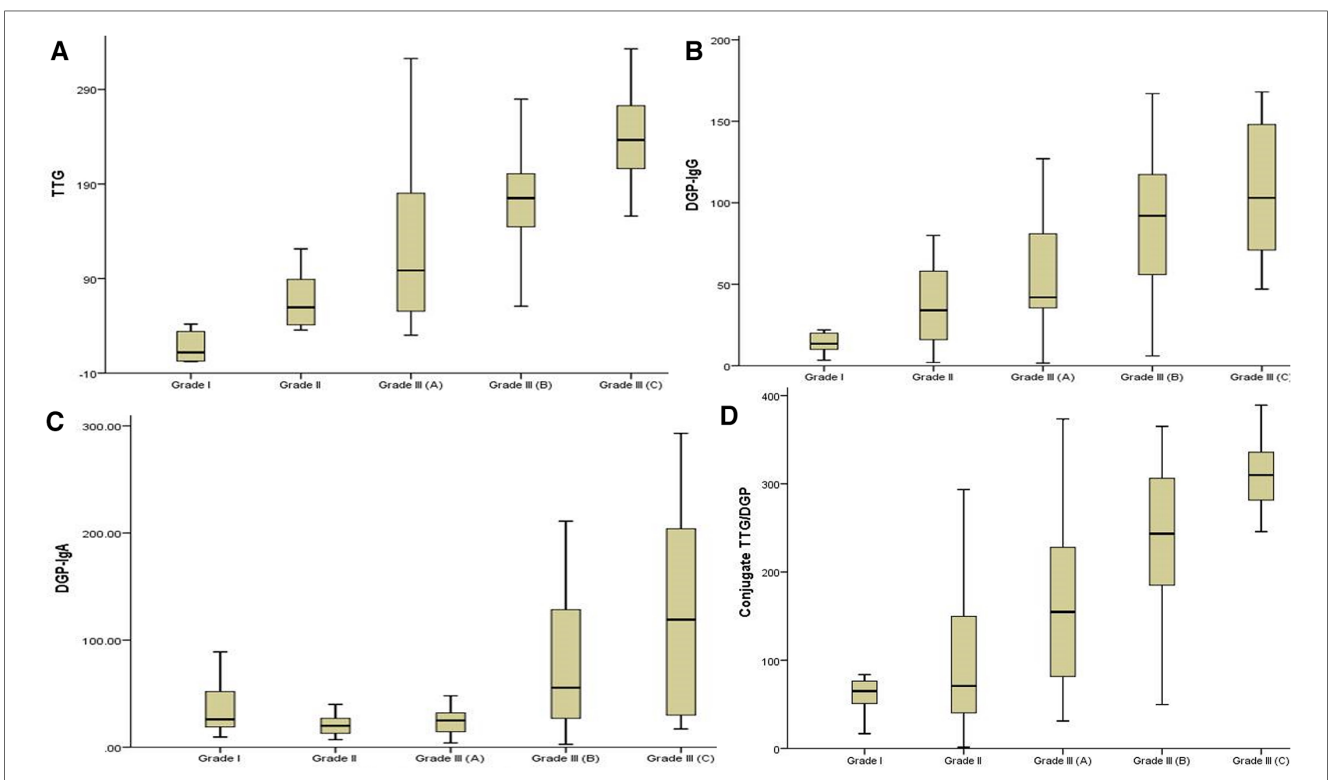 A
TTG
290
190
90
-10
Grade I Grade II Grade III (A) Grade III (B) Grade III (C)
B
DGP-IgG
200
150
100
50
0
Grade I Grade II Grade III (A) Grade III (B) Grade III (C)
C
DGP-IgA
300.00
200.00
100.00
.00
Grade I Grade II Grade III (A) Grade III (B) Grade III (C)
D
Conjugate TTG/DGP
400
300
200
100
0
Grade I Grade II Grade III (A) Grade III (B) Grade III (C)